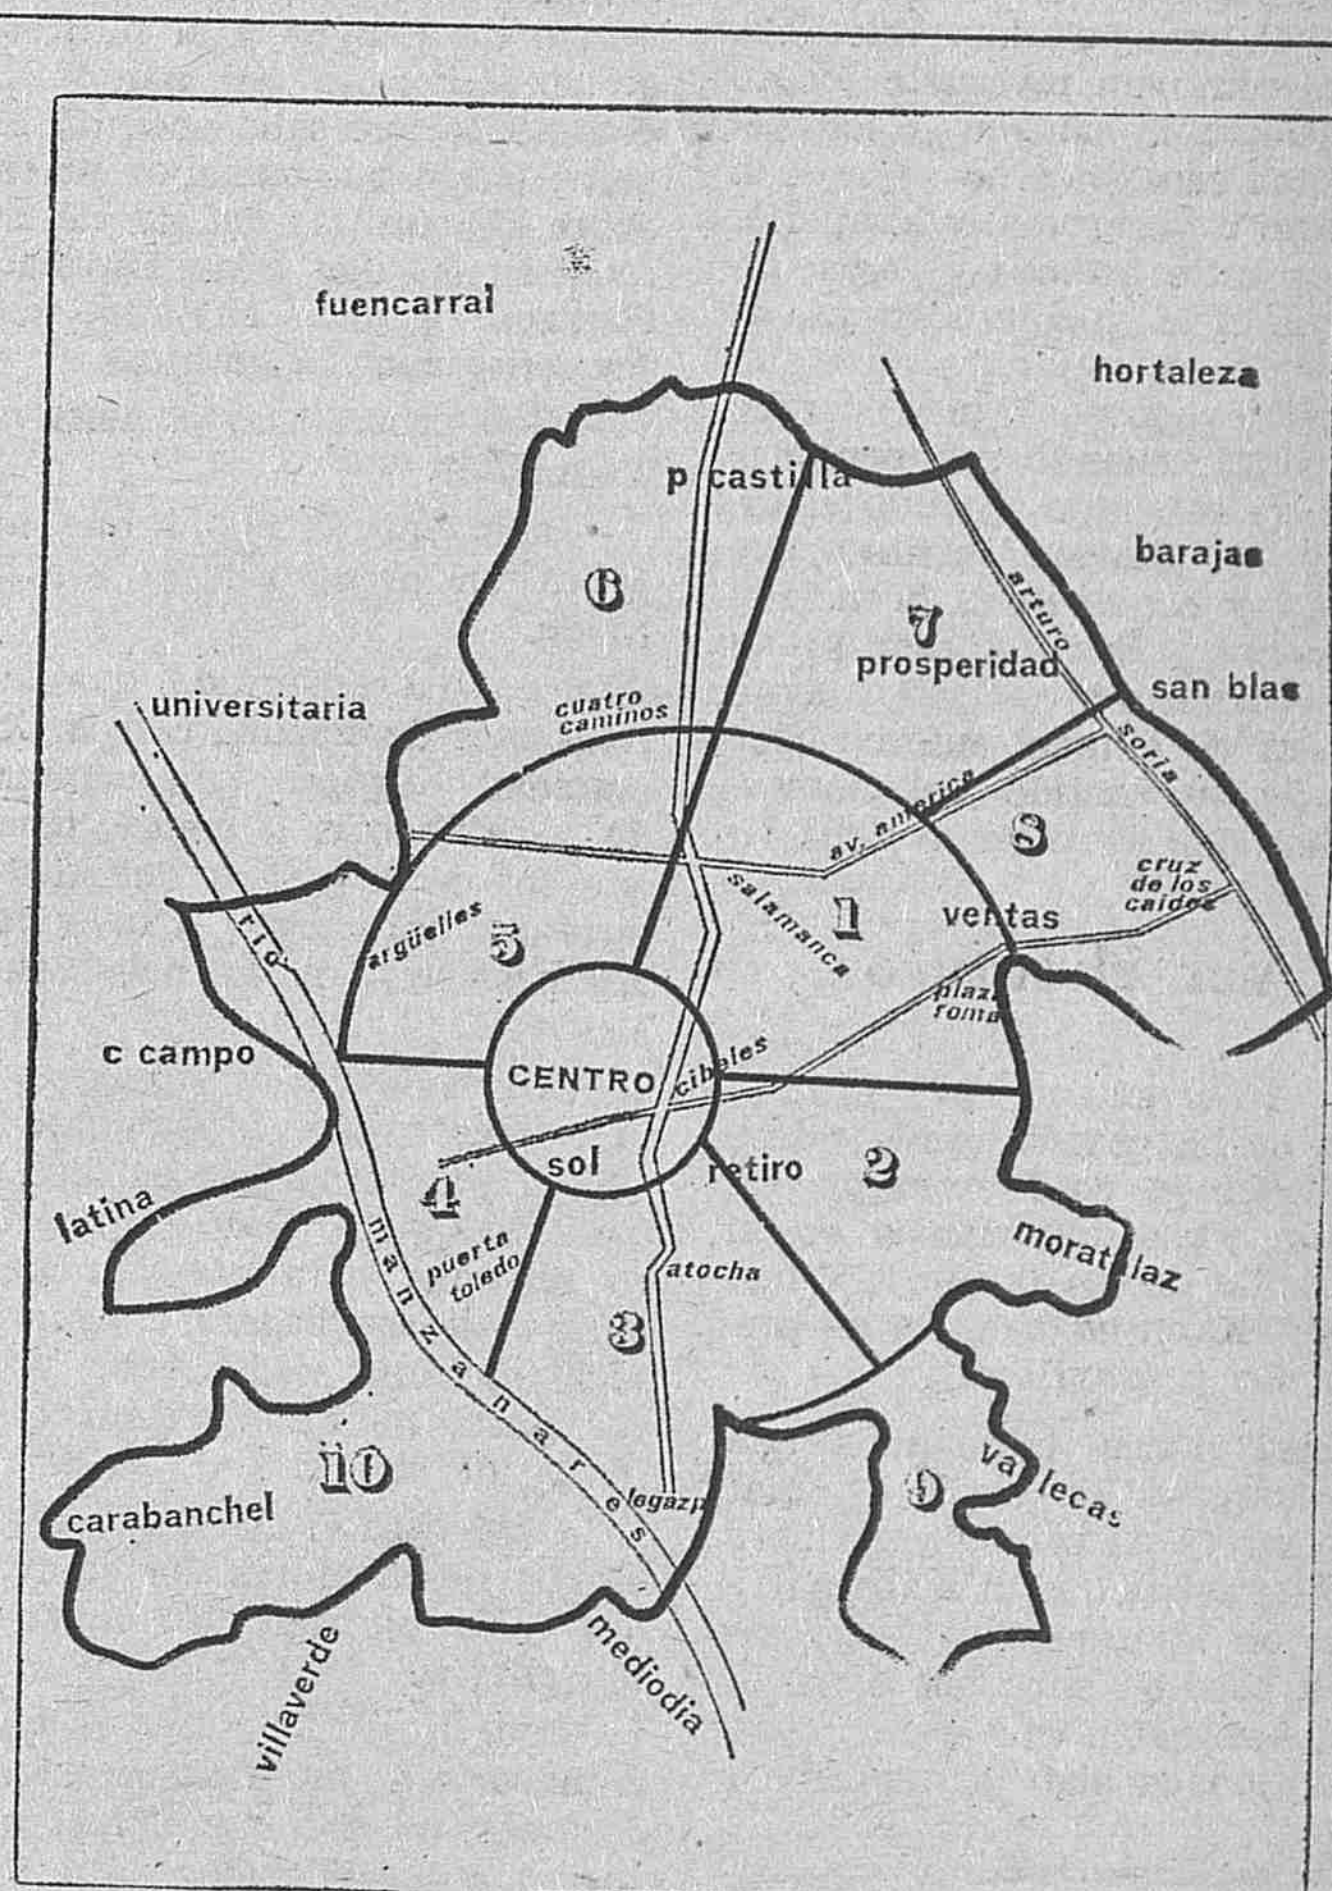 fuencarral
hortaleza
p castilla
barajas
6
arturo
7
prosperidad
san blas
universitaria
cuatro
caminos
soria
av. america
8
cruz
de los
caidos
salamanca
1
ventas
argüelles
5
rio
plaza
roma
c campo
CENTRO
cibeles
sol
retiro
2
4
latina
manzanares
puerta
toledo
moratalaz
atocha
3
10
vallecas
9
carabanchel
legazpi
villaverde
mediodia